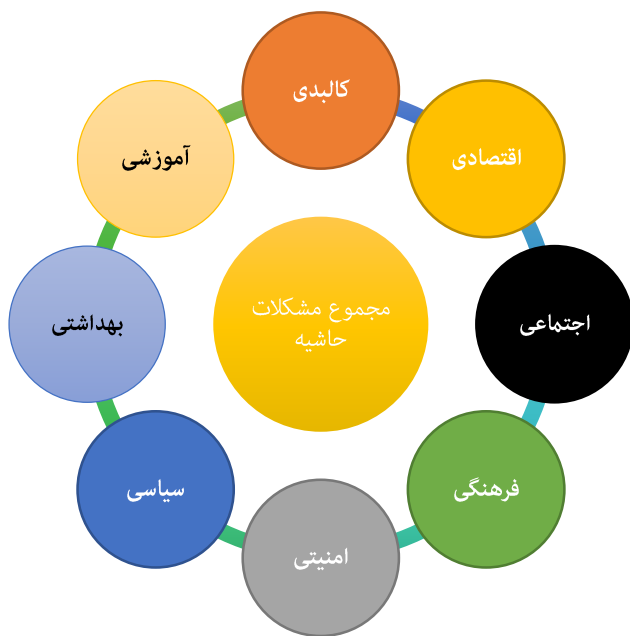 کالبدی
اقتصادی
اجتماعی
فرهنگی
امنیتی
سیاسی
بهداشتی
آموزشی
مجموع مشکلات
حاشیه